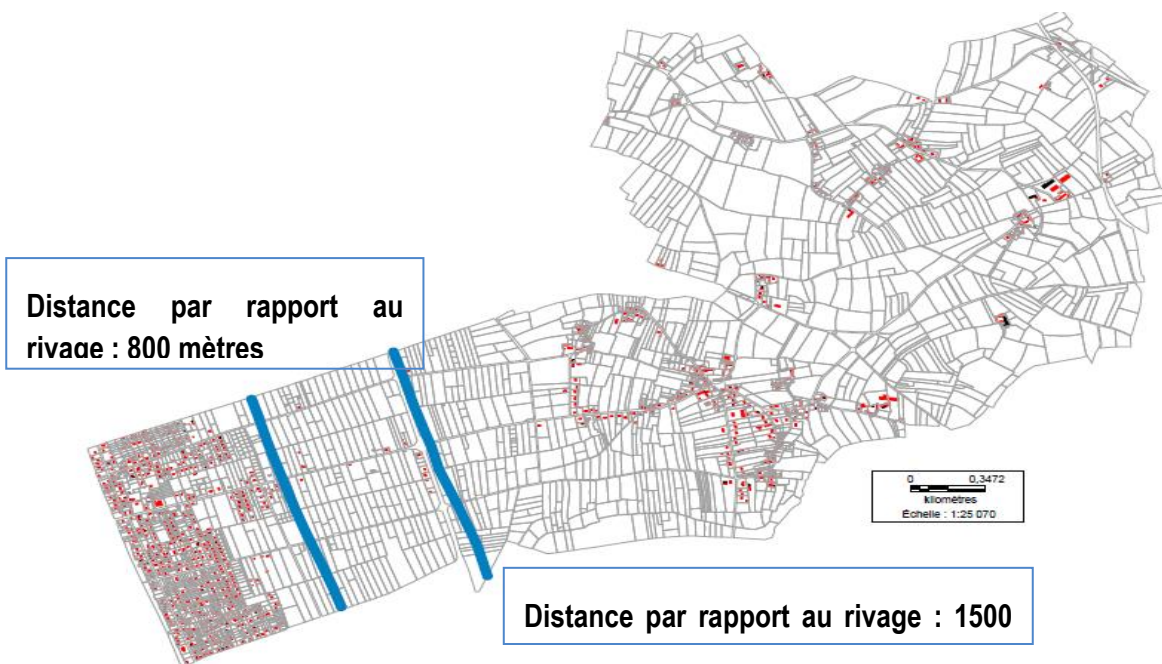 Distance par rapport au
rivage : 800 mètres
0 0,3472
kilomètres
Échelle : 1:25 070
Distance par rapport au rivage : 1500